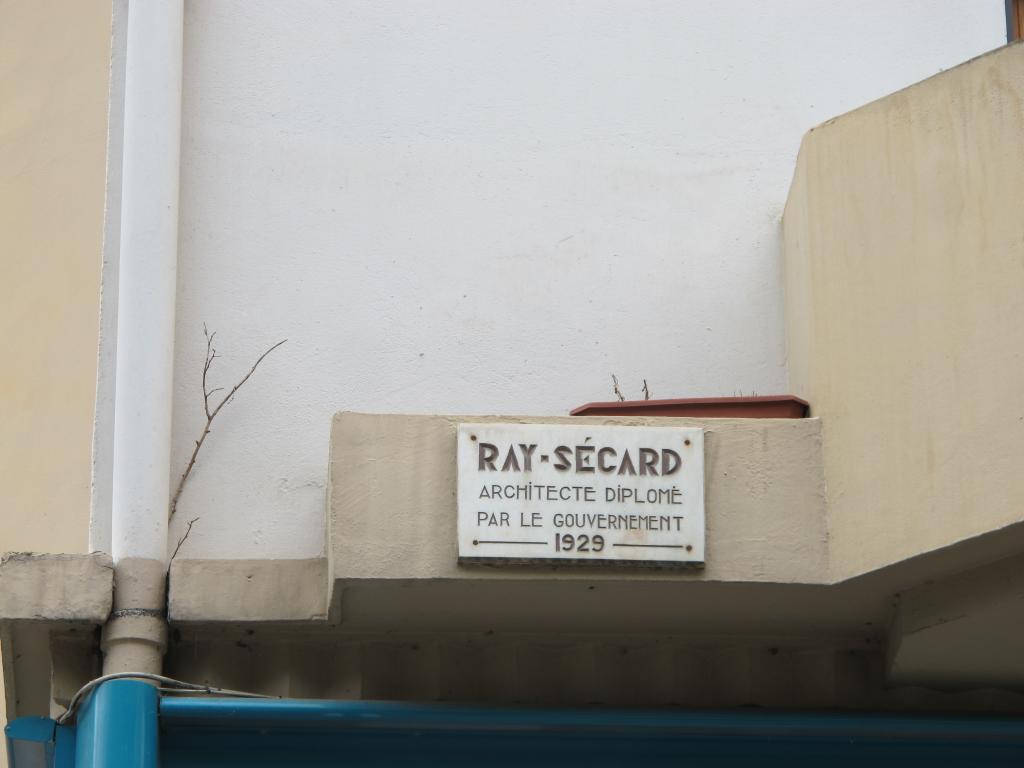 RAY-SÉCARD
ARCHITECTE DIPLOMÉ
PAR LE GOUVERNEMENT
1929